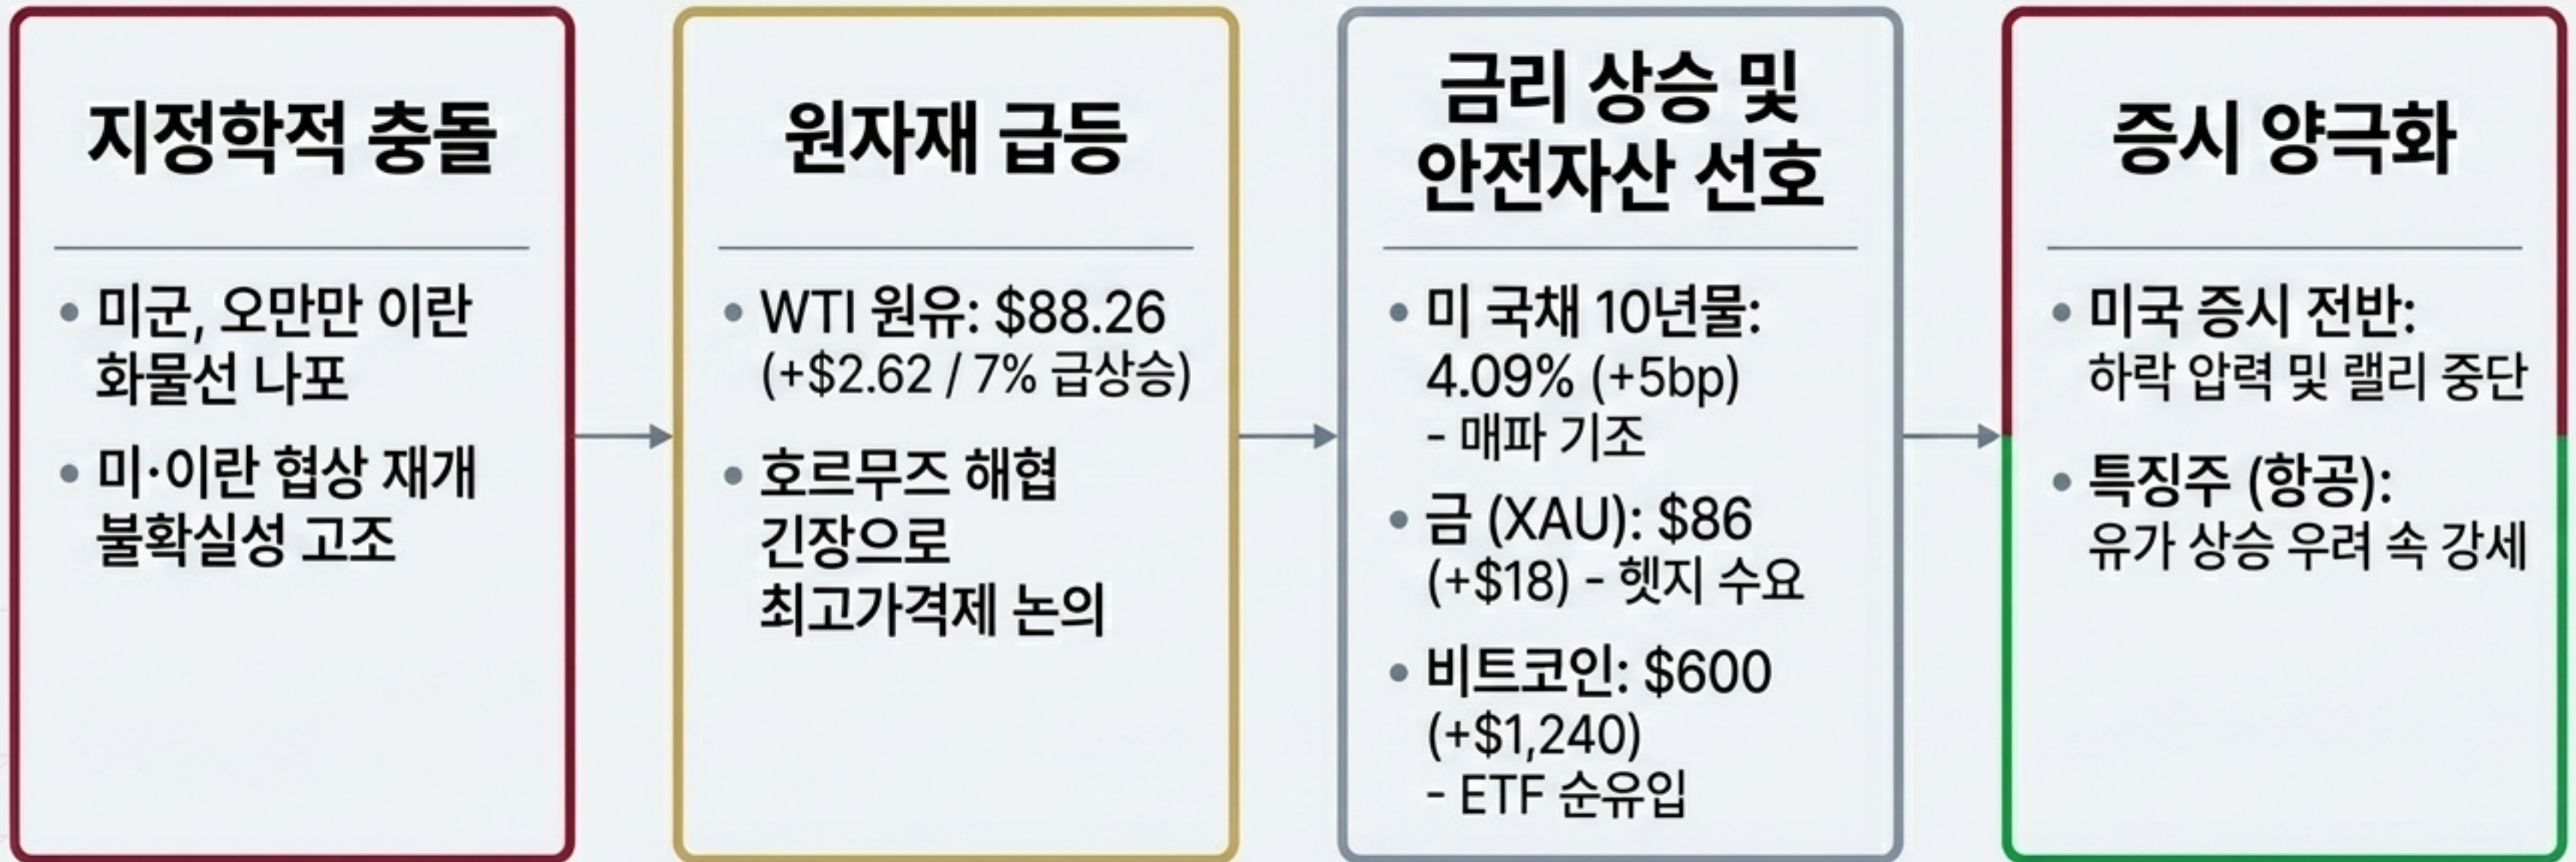 지정학적 충돌
미군, 오만만 이란
화물선 나포
미·이란 협상 재개
불확실성 고조
원자재 급등
WTI 원유: $88.26
(+$2.62 / 7% 급상승)
호르무즈 해협
긴장으로
최고가격제 논의
금리 상승 및
안전자산 선호
미 국채 10년물:
4.09% (+5bp)
- 매파 기조
금 (XAU): $86
(+$18) - 헷지 수요
비트코인: $600
(+$1,240)
- ETF 순유입
증시 양극화
미국 증시 전반:
하락 압력 및 랠리 중단
특징주 (항공):
유가 상승 우려 속 강세